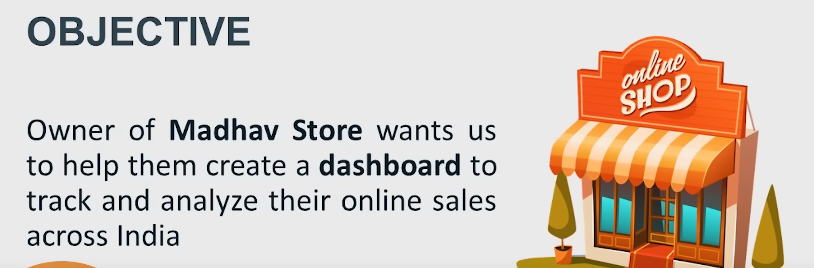 OBJECTIVE
Owner of Madhav Store wants us
to help them create a dashboard to
track and analyze their online sales
across India
online
SHOP